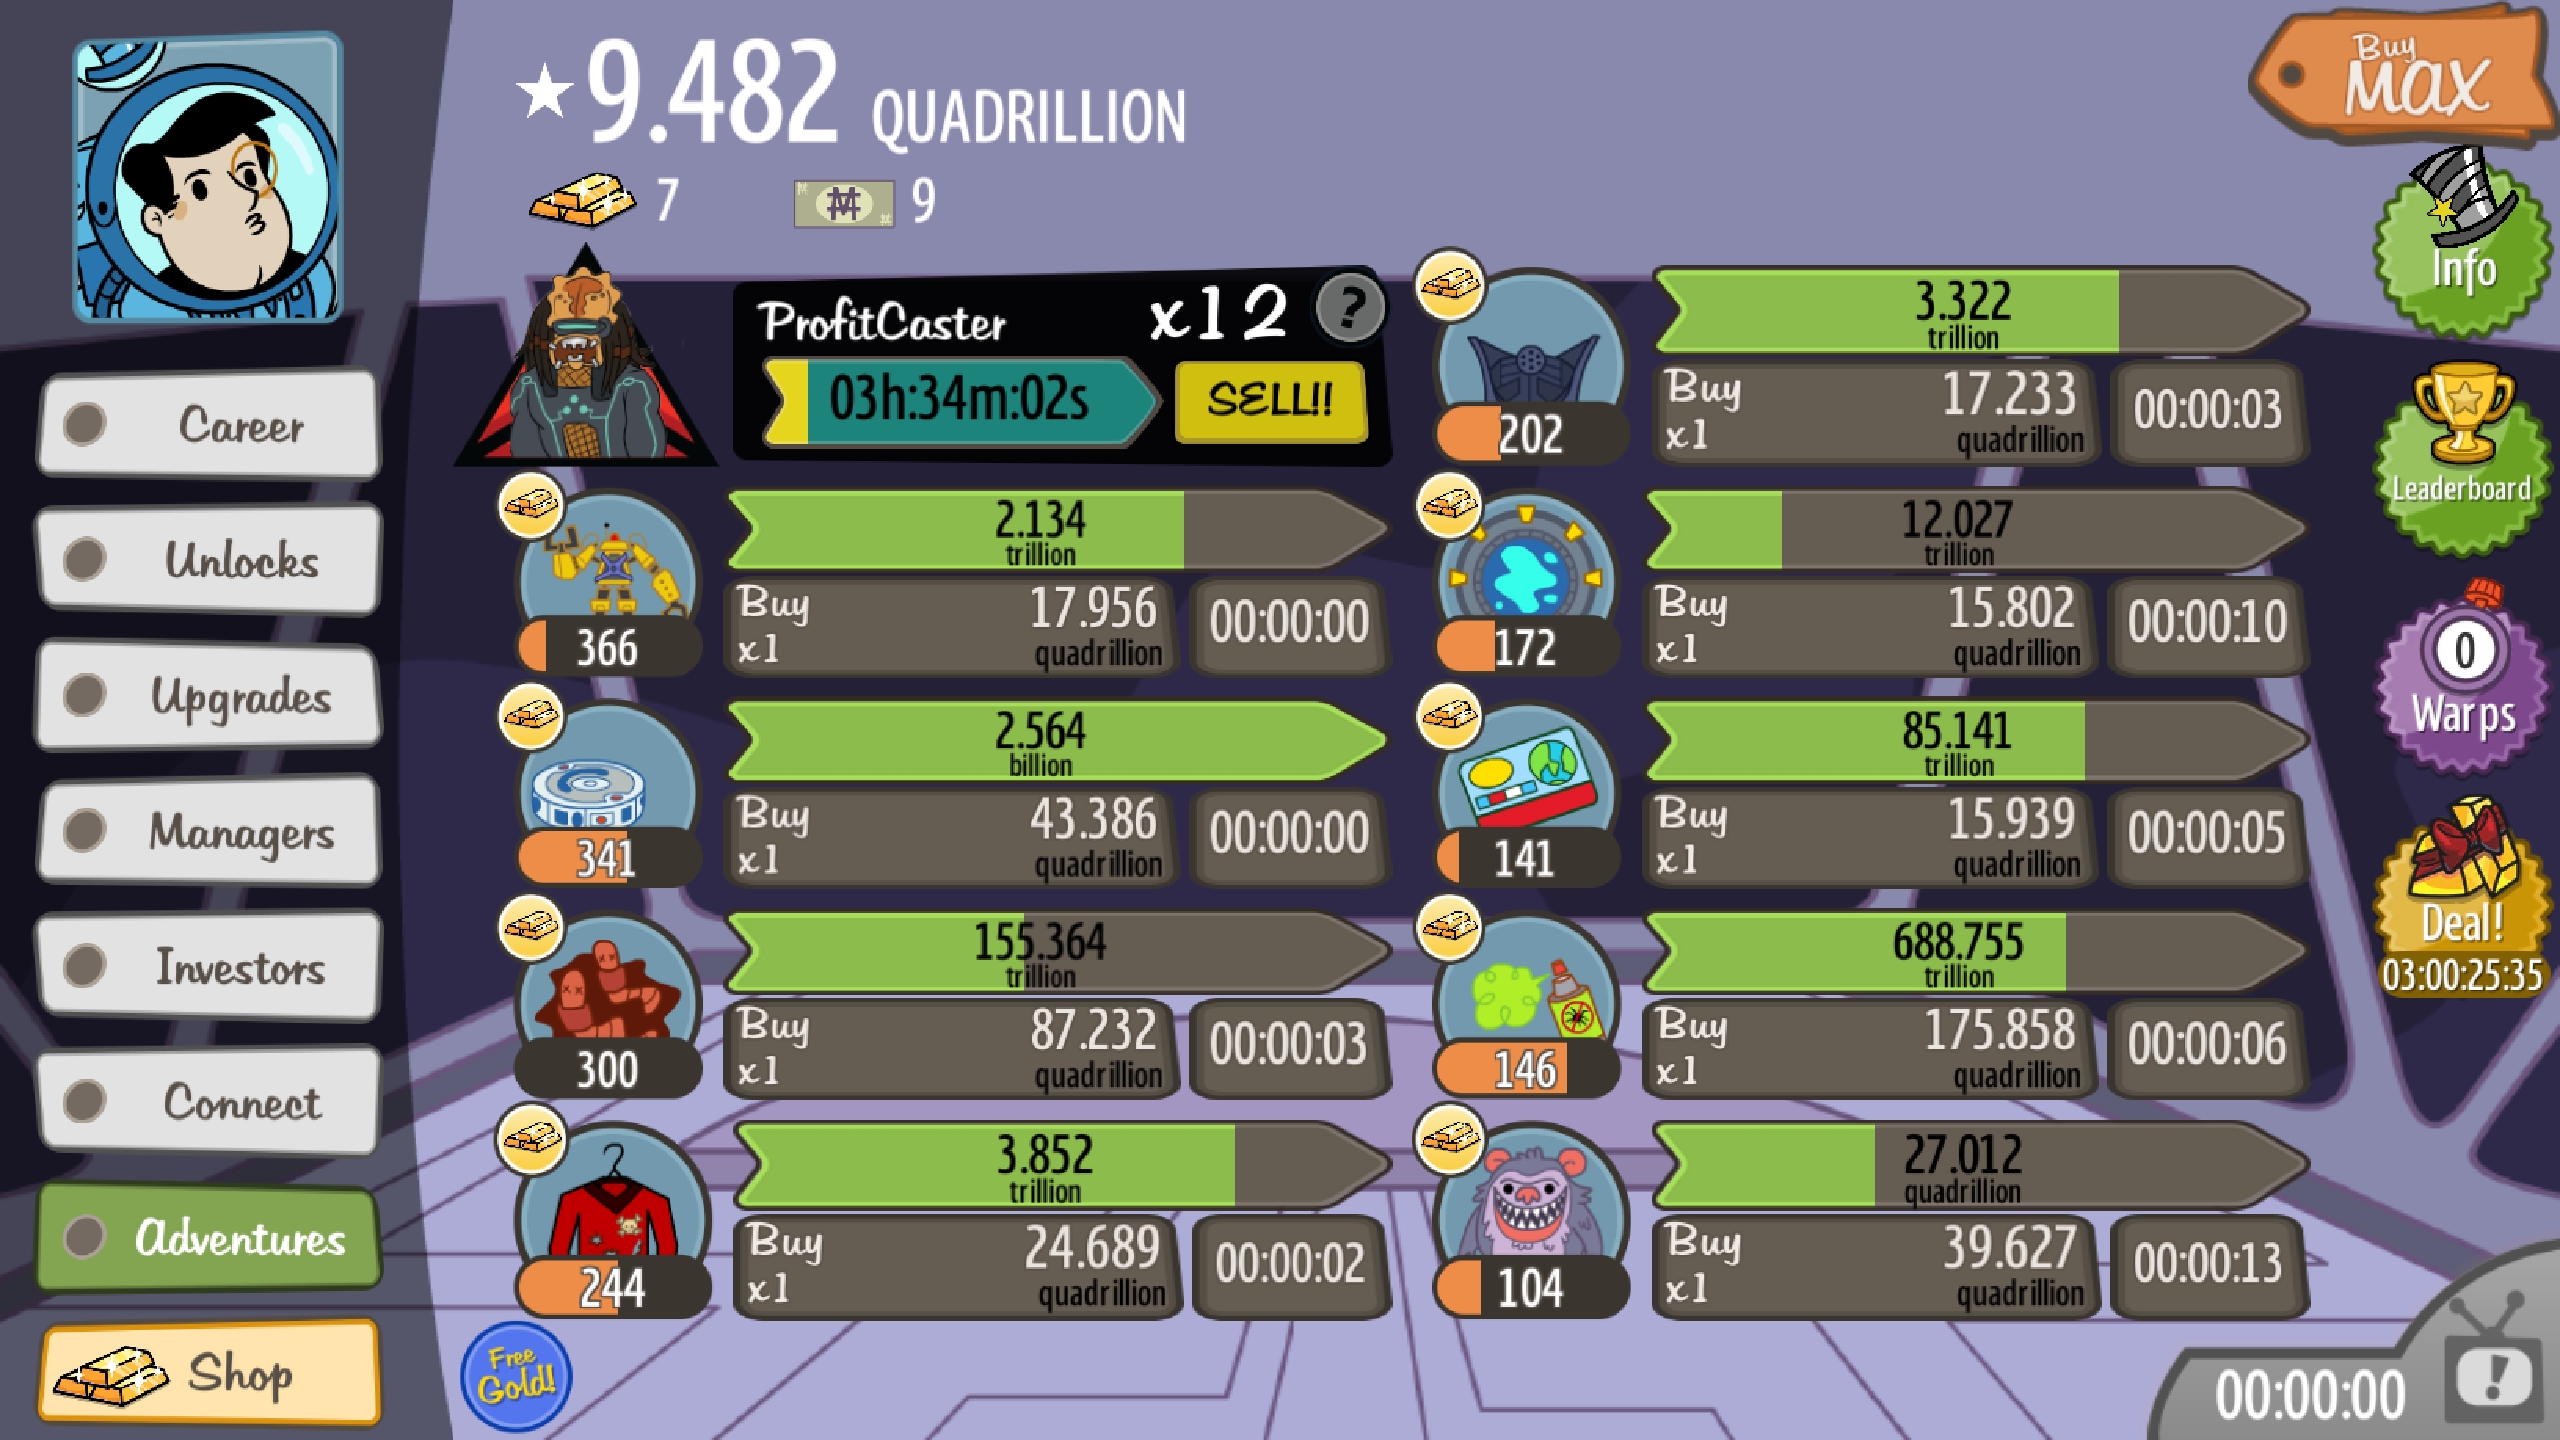 9.482 QUADRILLION
Buy
MAX
7
9
Info
ProfitCaster x12 ?
03h:34m:02s SELL!!
3.322
trillion
202
Buy x1 17.233 quadrillion
00:00:03
Career
Unlocks
Upgrades
Managers
Investors
Connect
Adventures
Shop
2.134
trillion
366
Buy x1 17.956 quadrillion
00:00:00
12.027
trillion
172
Buy x1 15.802 quadrillion
00:00:10
2.564
billion
341
Buy x1 43.386 quadrillion
00:00:00
85.141
trillion
141
Buy x1 15.939 quadrillion
00:00:05
155.364
trillion
300
Buy x1 87.232 quadrillion
00:00:03
688.755
trillion
146
Buy x1 175.858 quadrillion
00:00:06
3.852
trillion
244
Buy x1 24.689 quadrillion
00:00:02
27.012
quadrillion
104
Buy x1 39.627 quadrillion
00:00:13
Leaderboard
0
Warps
Deal!
03:00:25:35
Free
Gold!
00:00:00
!